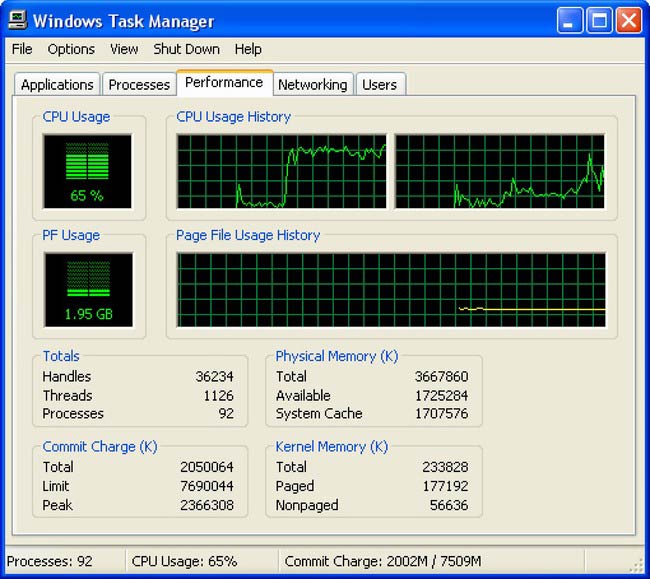 Windows Task Manager
File Options View Shut Down Help
Applications Processes Performance Networking Users
CPU Usage CPU Usage History
65 %
PF Usage Page File Usage History
1.95 GB
Totals Physical Memory (K)
Handles 36234 Total 3667860
Threads 1126 Available 1725284
Processes 92 System Cache 1707576
Commit Charge (K) Kernel Memory (K)
Total 2050064 Total 233828
Limit 7690044 Paged 177192
Peak 2366308 Nonpaged 56636
Processes: 92 CPU Usage: 65% Commit Charge: 2002M / 7509M